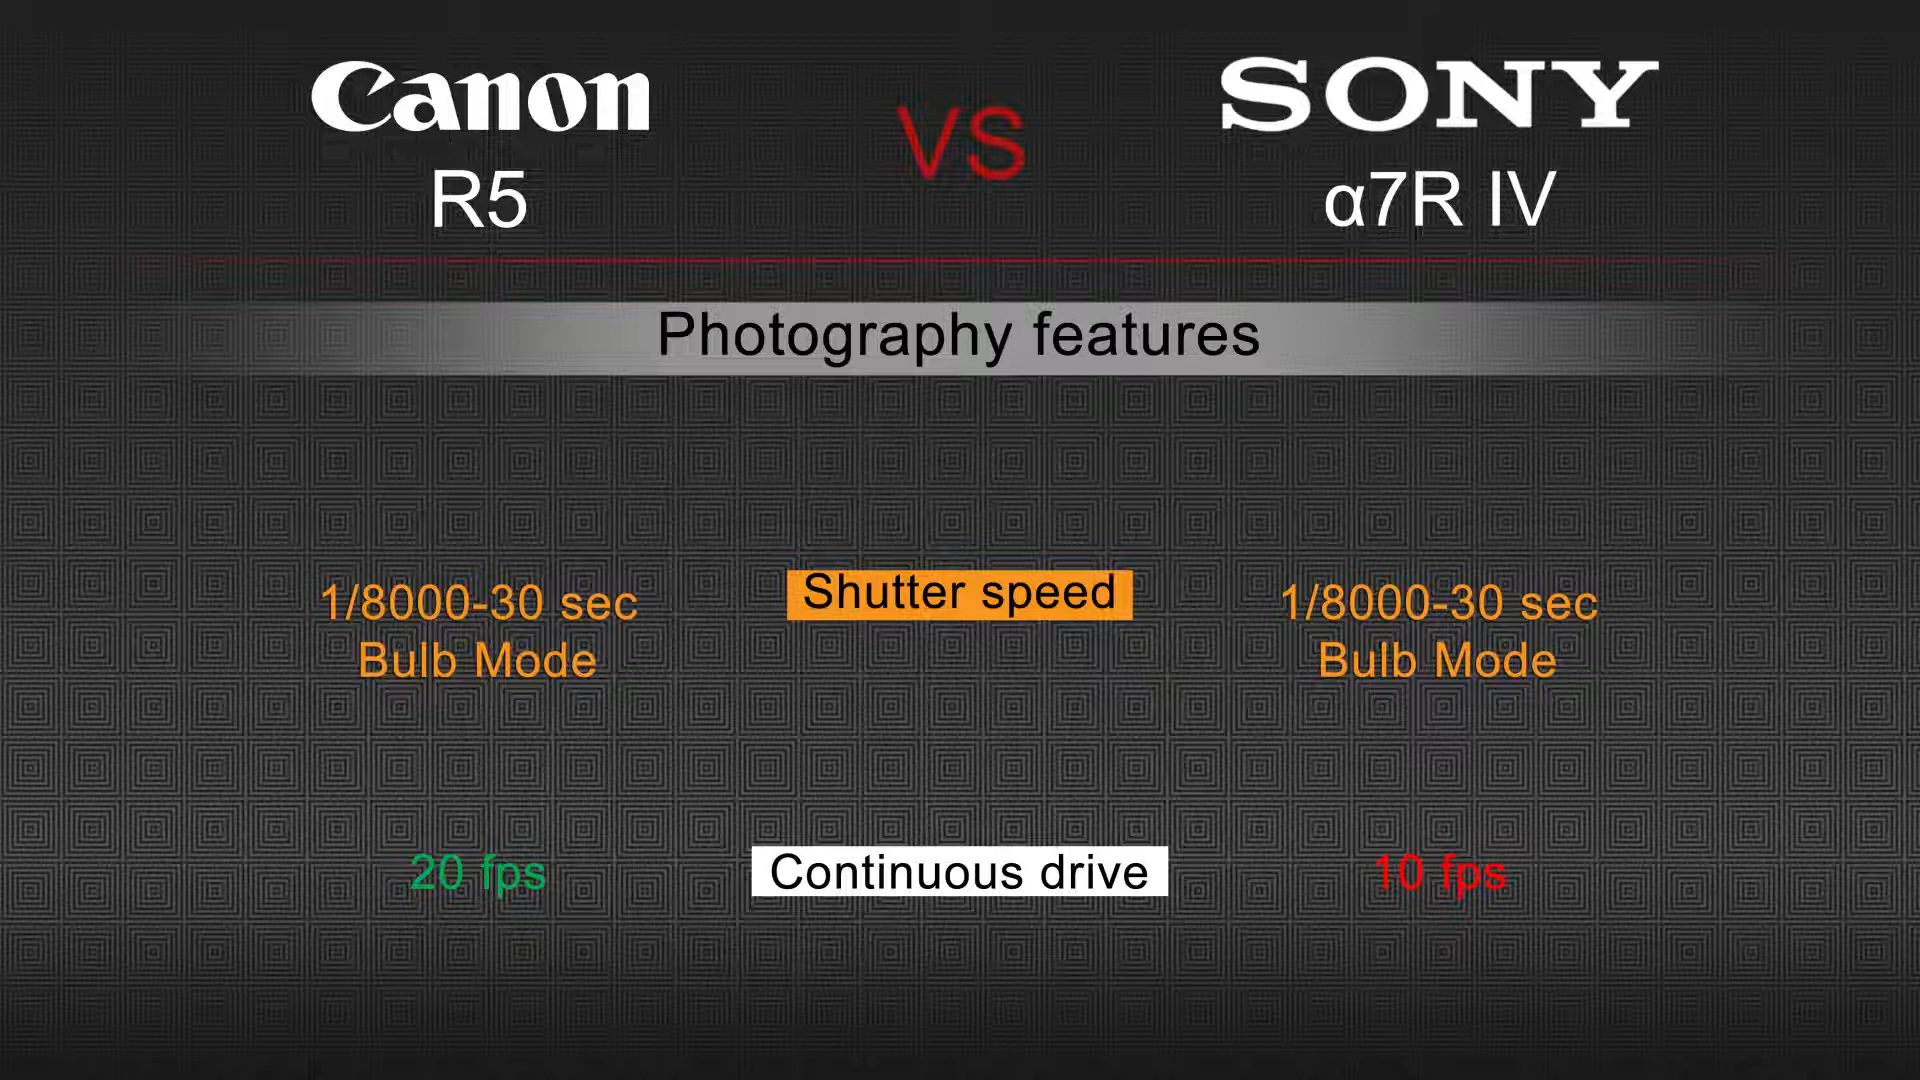 Canon
VS
SONY
R5
α7R IV
Photography features
1/8000-30 sec
Bulb Mode
Shutter speed
1/8000-30 sec
Bulb Mode
20 fps
Continuous drive
10 fps